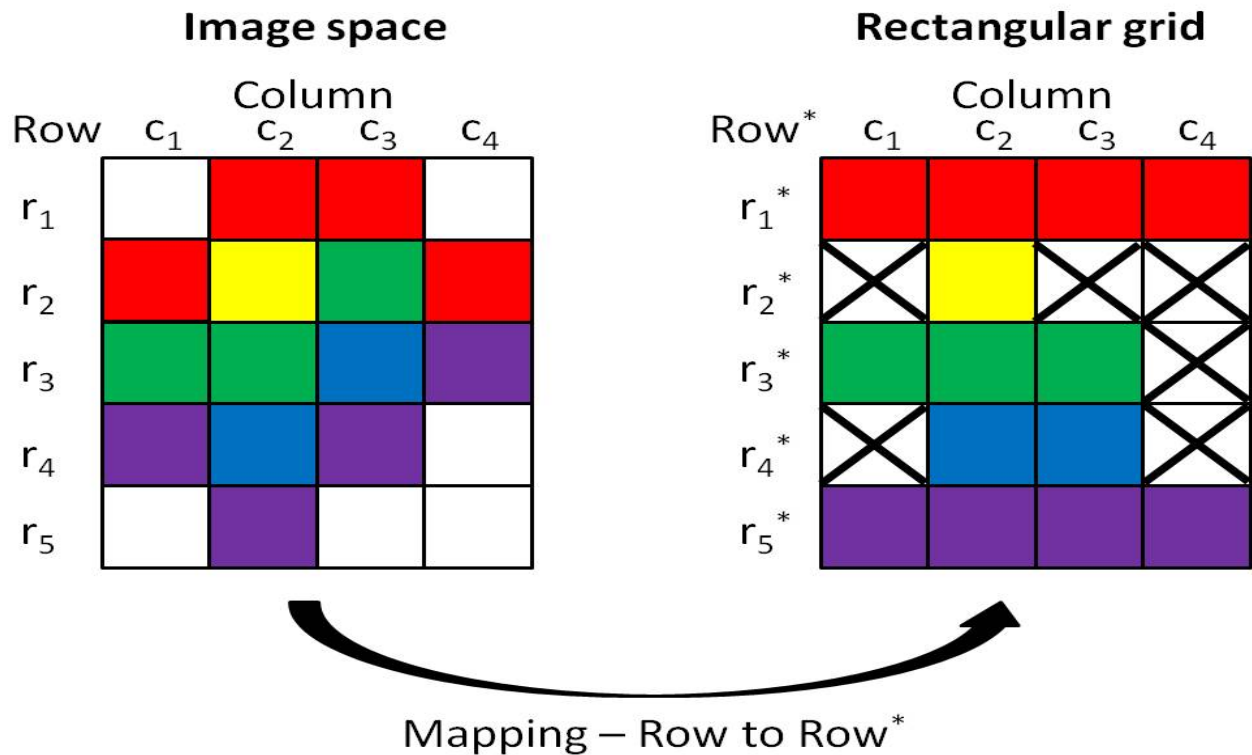 Image space Rectangular grid
Column Column
Row c₁ c₂ c₃ c₄ Row* c₁ c₂ c₃ c₄
r₁ r₁*
r₂ r₂*
r₃ r₃*
r₄ r₄*
r₅ r₅*
Mapping – Row to Row*